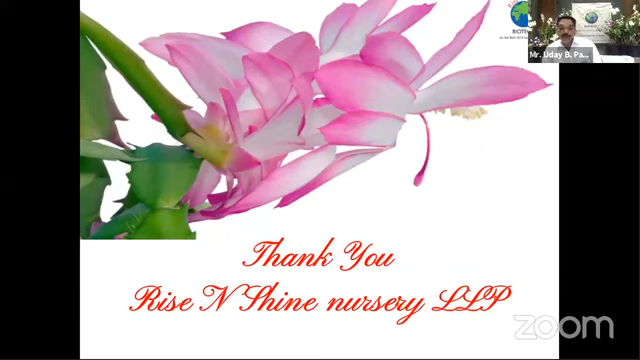 BIOTE
Mr. Uday B. Pa...
Thank You
Rise N Shine nursery LLP
zoom